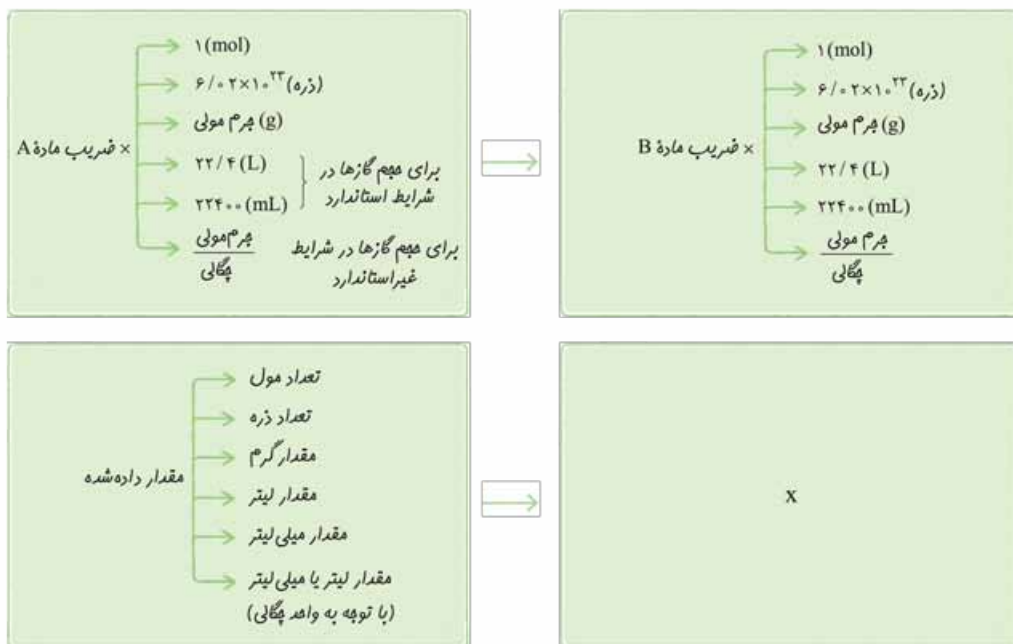 ضریب مادهٔ A ×
۱(mol)
۶/۰۲×۱۰^۲۳ (ذره)
جرم مولی (g)
۲۲/۴ (L)
۲۲۴۰۰ (mL)
برای حجم گازها در
شرایط استاندارد
جرم مولی
چگالی
برای حجم گازها در شرایط
غیراستاندارد
ضریب مادهٔ B ×
۱(mol)
۶/۰۲×۱۰^۲۳ (ذره)
جرم مولی (g)
۲۲/۴ (L)
۲۲۴۰۰ (mL)
جرم مولی
چگالی
مقدار داده‌شده
تعداد مول
تعداد ذره
مقدار گرم
مقدار لیتر
مقدار میلی‌لیتر
مقدار لیتر یا میلی‌لیتر
(با توجه به واحد چگالی)
x